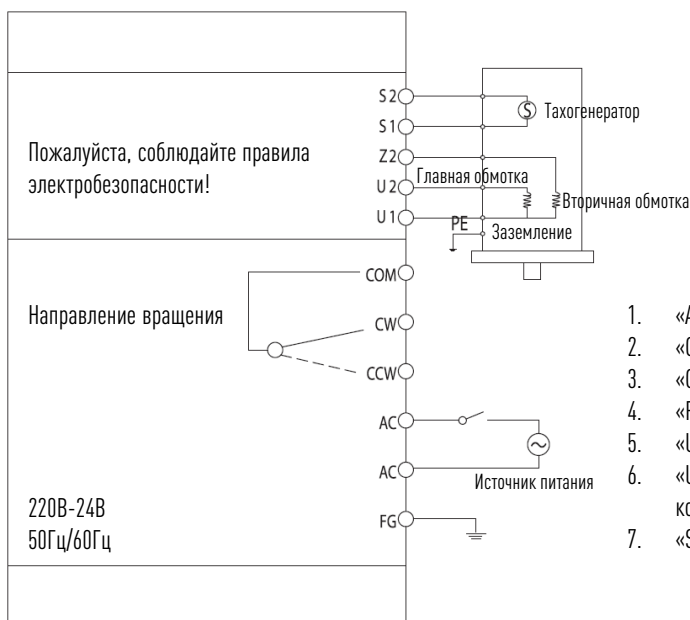 S2
S
Тахогенератор
S1
Пожалуйста, соблюдайте правила
электробезопасности!
Z2
U2
Главная обмотка
Вторичная обмотка
U1
PE
Заземление
COM
Направление вращения
CW
CCW
AC
AC
Источник питания
220В-24В
50Гц/60Гц
FG
1. «A
2. «C
3. «C
4. «F
5. «U
6. «U
ко
7. «S